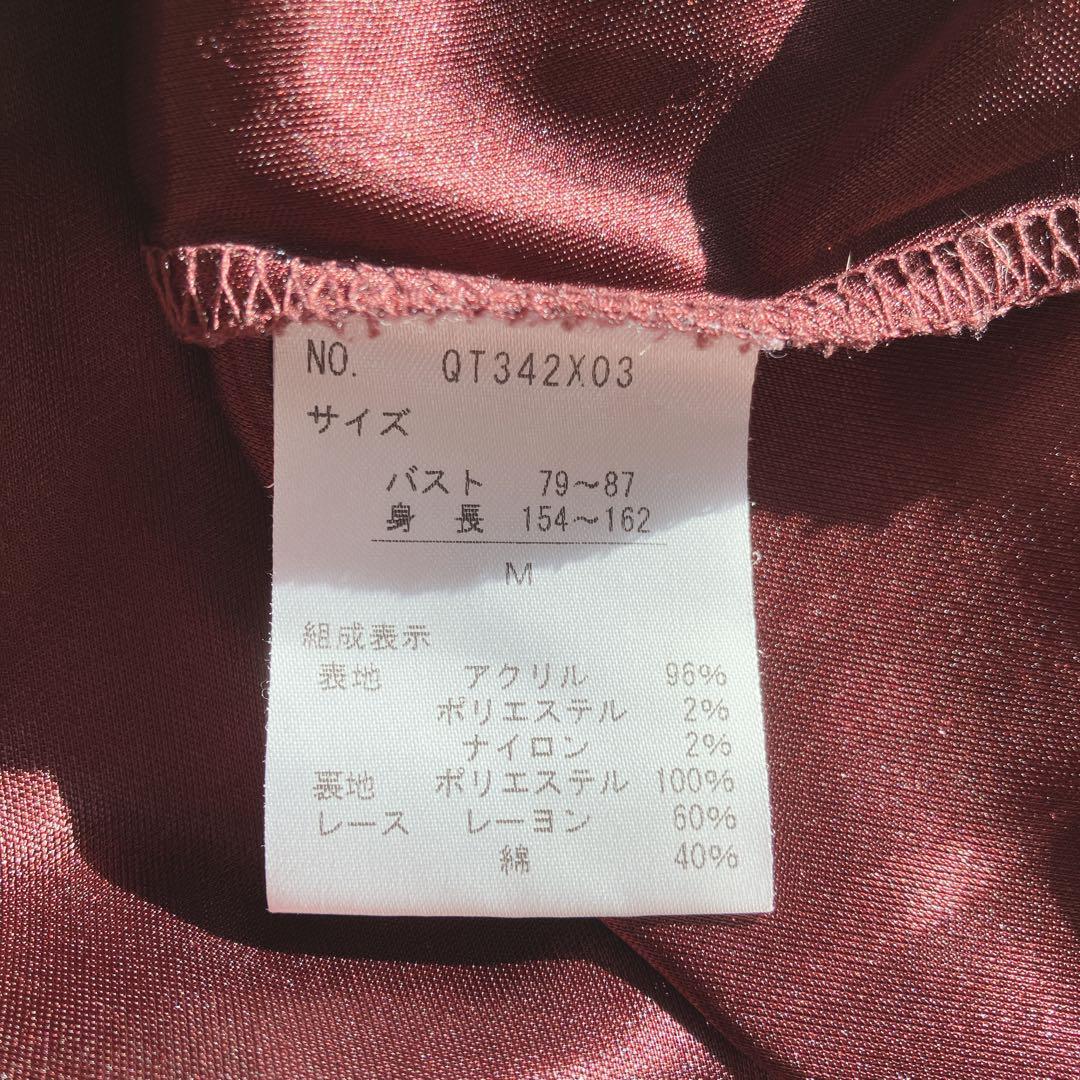 NO. QT342X03
サイズ
バスト 79～87
身 長 154～162
M
組成表示
表地 アクリル 96%
ポリエステル 2%
ナイロン 2%
裏地 ポリエステル 100%
レース レーヨン 60%
綿 40%